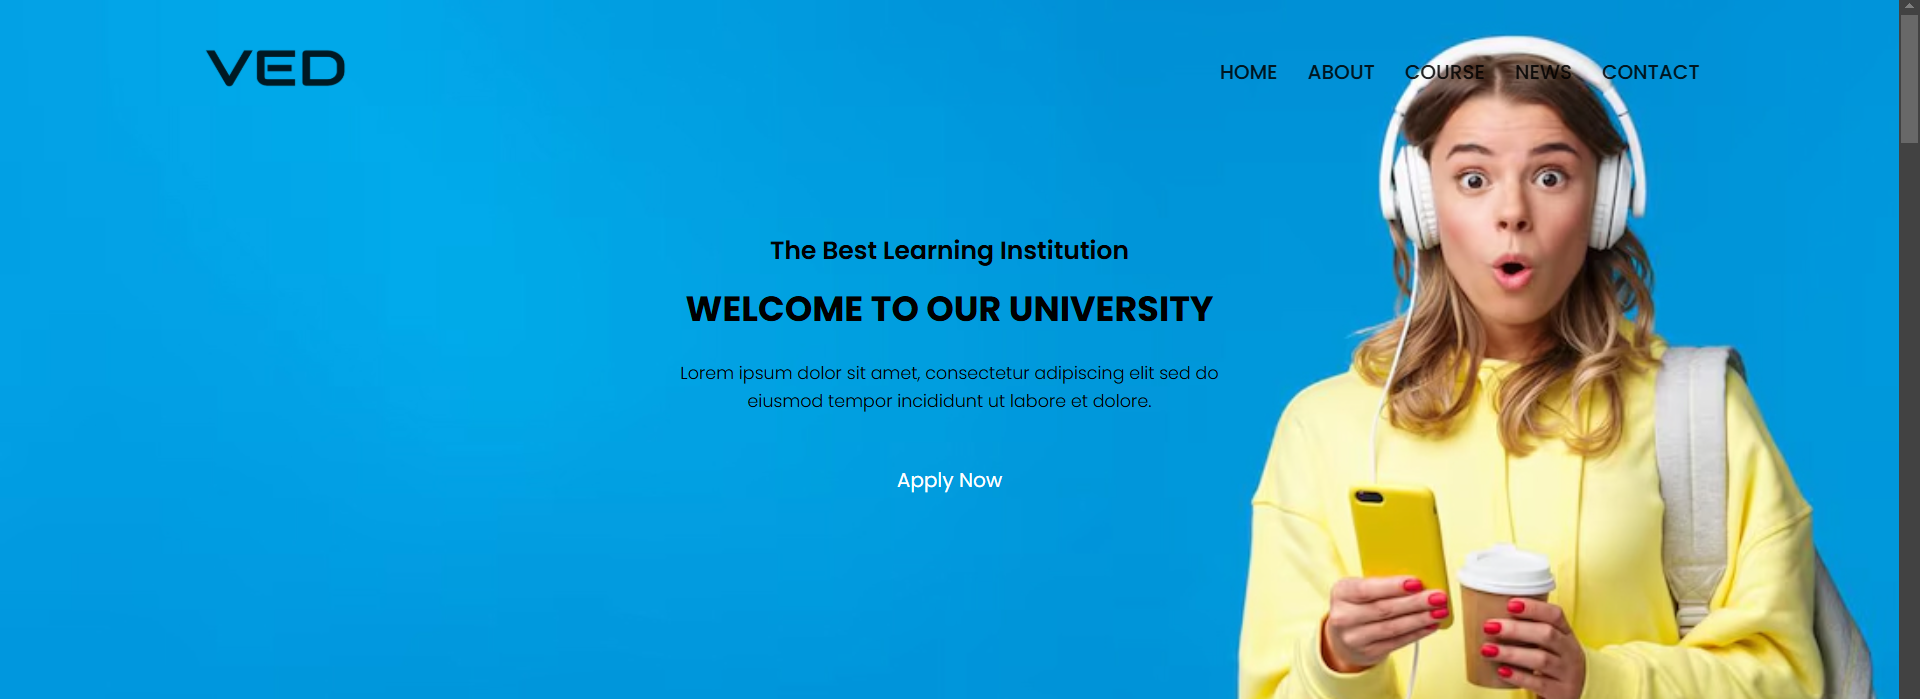 VED
HOME ABOUT COURSE NEWS CONTACT
The Best Learning Institution
WELCOME TO OUR UNIVERSITY
Lorem ipsum dolor sit amet, consectetur adipiscing elit sed do
eiusmod tempor incididunt ut labore et dolore.
Apply Now